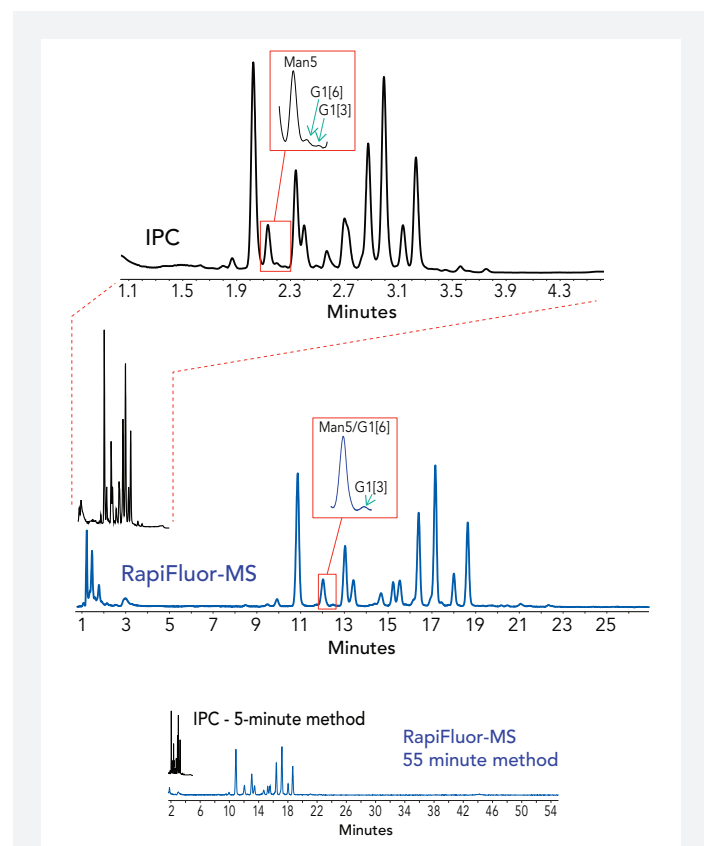 Man5
G1[6]
G1[3]
IPC
1.1 1.5 1.9 2.3 2.7 3.1 3.5 3.9 4.3
Minutes
Man5/G1[6]
G1[3]
RapiFluor-MS
1 3 5 7 9 11 13 15 17 19 21 23 25
Minutes
IPC - 5-minute method
RapiFluor-MS
55 minute method
2 6 10 14 18 22 26 30 34 38 42 46 50 54
Minutes